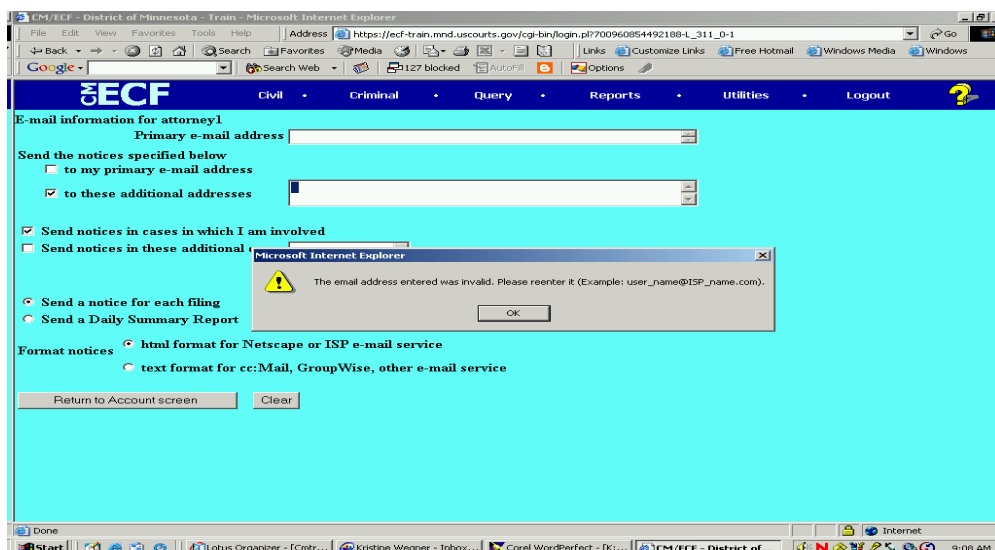 CM/ECF - District of Minnesota - Train - Microsoft Internet Explorer
File Edit View Favorites Tools Help Address https://ecf-train.mnd.uscourts.gov/cgi-bin/login.pl?700960854492188-L_311_0-1 Go
Back Search Favorites Media Links Customize Links Free Hotmail Windows Media Windows
Google Search Web 127 blocked AutoFill Options
CM ECF Civil Criminal Query Reports Utilities Logout ?
E-mail information for attorney1
Primary e-mail address
Send the notices specified below
to my primary e-mail address
to these additional addresses
Send notices in cases in which I am involved
Send notices in these additional
Microsoft Internet Explorer
The email address entered was invalid. Please reenter it (Example: user_name@ISP_name.com).
OK
Send a notice for each filing
Send a Daily Summary Report
Format notices html format for Netscape or ISP e-mail service
text format for cc:Mail, GroupWise, other e-mail service
Return to Account screen Clear
Done Internet
Start Lotus Organizer - [Cmtr... Kristine Wegner - Inbox... Corel WordPerfect - [K:... CM/ECF - District of ... 9:08 AM